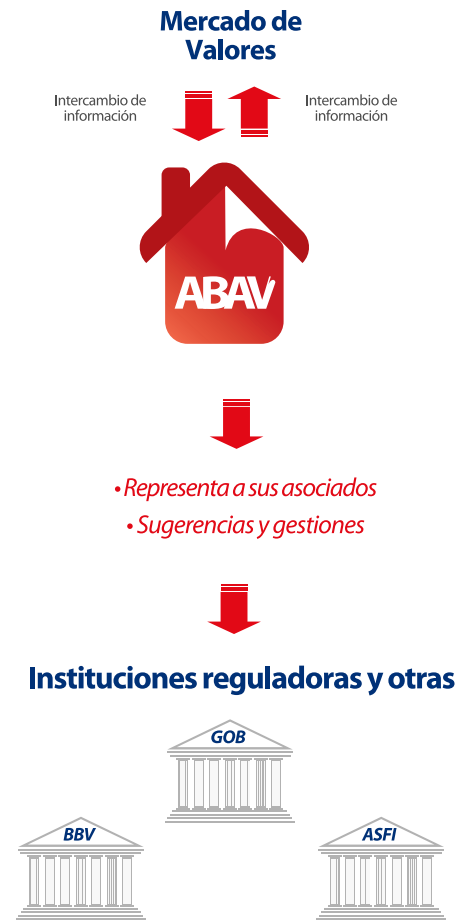 Mercado de
Valores
Intercambio de
información
Intercambio de
información
ABAV
• Representa a sus asociados
• Sugerencias y gestiones
Instituciones reguladoras y otras
GOB
BBV
ASFI